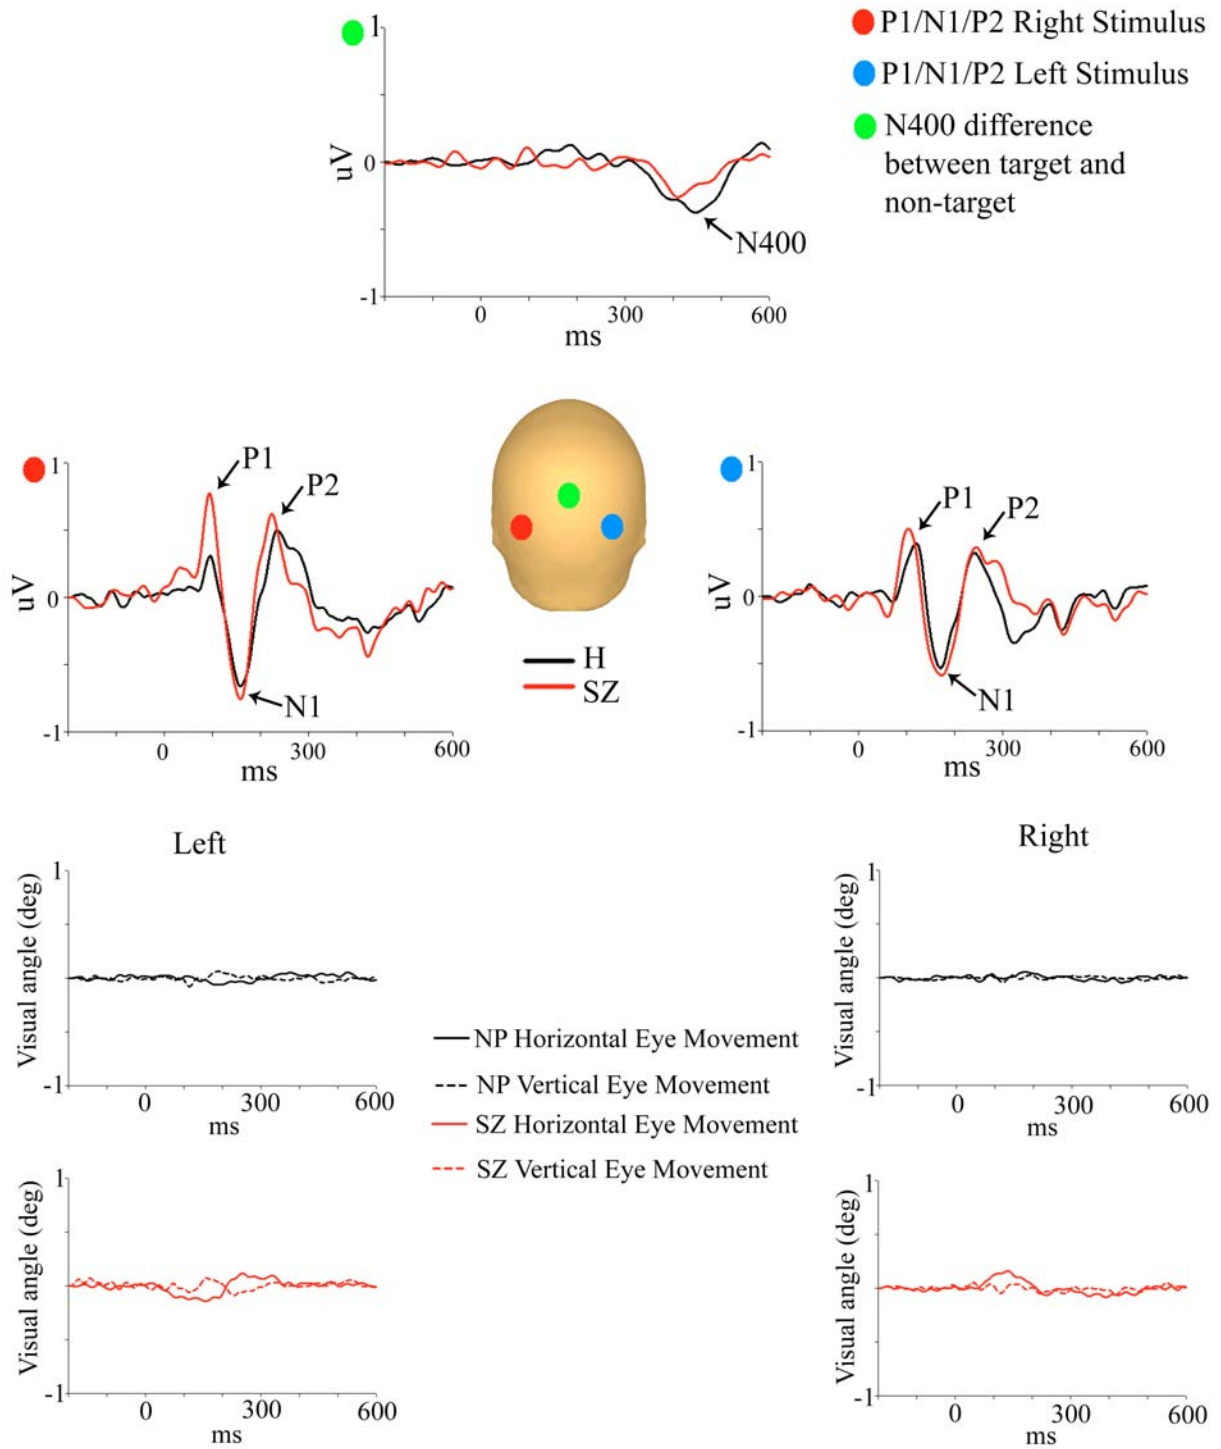 1
uV
0
-1
0
300
600
ms
N400
P1/N1/P2 Right Stimulus
P1/N1/P2 Left Stimulus
N400 difference
between target and
non-target
1
uV
0
-1
0
300
600
ms
P1
P2
N1
H
SZ
1
uV
0
-1
0
300
600
ms
P1
P2
N1
Left
1
Visual angle (deg)
-1
0
300
600
ms
Right
1
Visual angle (deg)
-1
0
300
600
ms
NP Horizontal Eye Movement
NP Vertical Eye Movement
SZ Horizontal Eye Movement
SZ Vertical Eye Movement
1
Visual angle (deg)
-1
0
300
600
ms
1
Visual angle (deg)
-1
0
300
600
ms